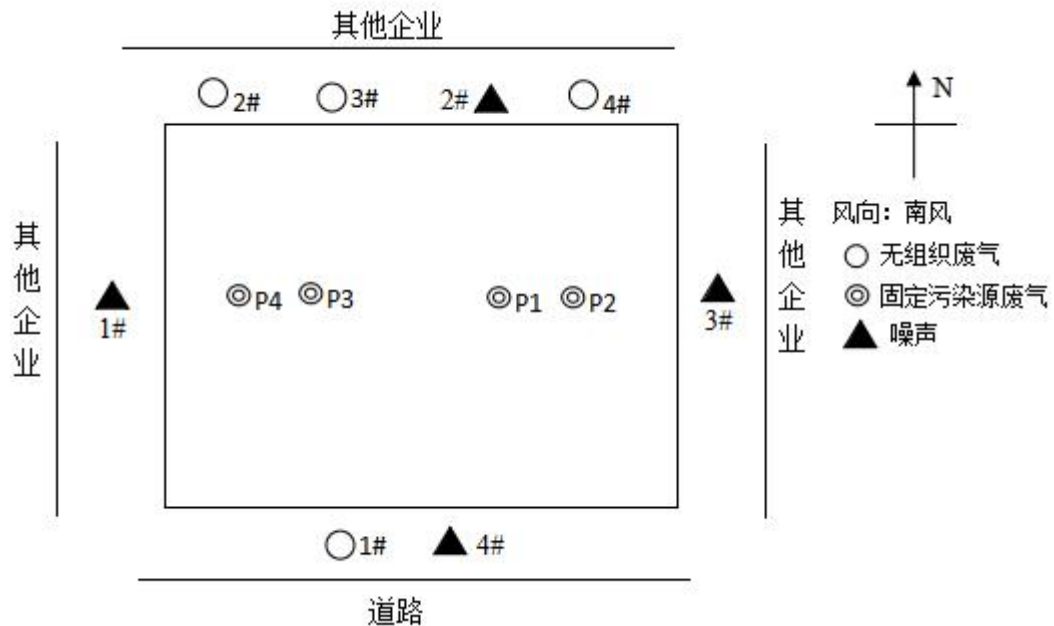 其他企业
2#
3#
2#
4#
N
其他企业
1#
P4
P3
P1
P2
3#
其他企业
风向：南风
无组织废气
固定污染源废气
噪声
1#
4#
道路